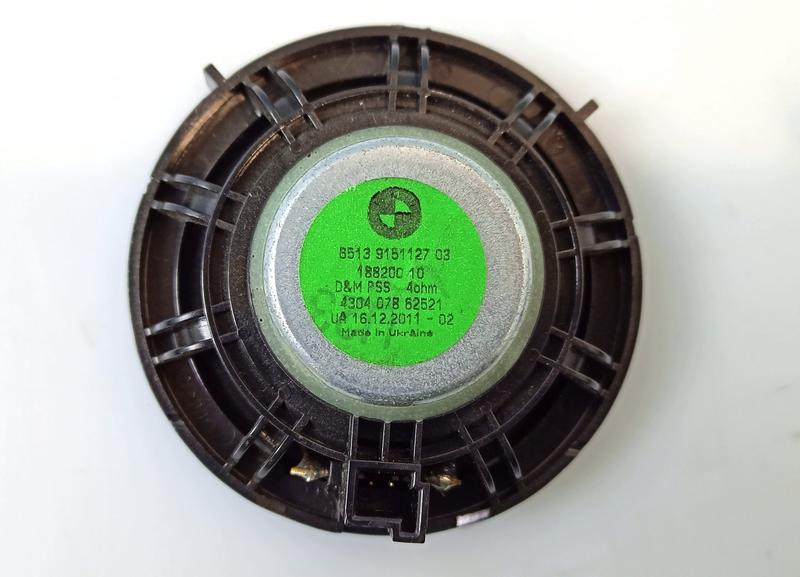 6513 9151127 03
188200 10
D&M PSS 4ohm
4304 078 62521
UA 16.12.2011 - 02
Made in Ukraine